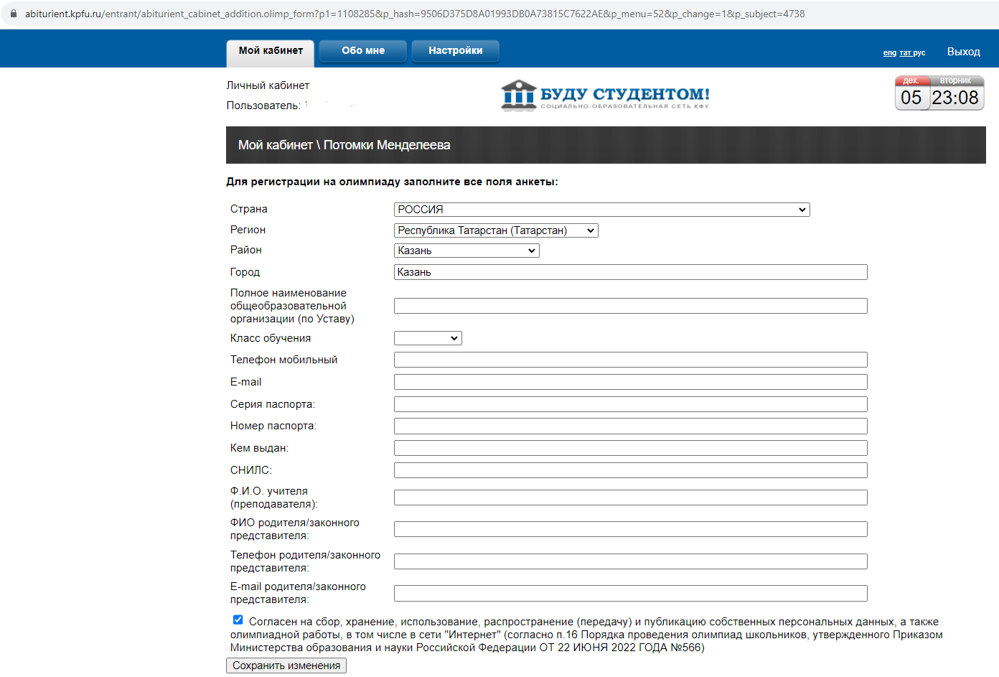 abiturient.kpfu.ru/entrant/abiturient_cabinet_addition.olimp_form?p1=1108285&p_hash=9506D375D8A01993DB0A73815C7622AE&p_menu=52&p_change=1&p_subject=4738
Мой кабинет Обо мне Настройки
eng тат рус Выход
Личный кабинет
Пользователь:
БУДУ СТУДЕНТОМ!
СОЦИАЛЬНО-ОБРАЗОВАТЕЛЬНАЯ СЕТЬ КФУ
дек. вторник
05 23:08
Мой кабинет \ Потомки Менделеева
Для регистрации на олимпиаду заполните все поля анкеты:
Страна РОССИЯ
Регион Республика Татарстан (Татарстан)
Район Казань
Город Казань
Полное наименование
общеобразовательной
организации (по Уставу)
Класс обучения
Телефон мобильный
E-mail
Серия паспорта:
Номер паспорта:
Кем выдан:
СНИЛС:
Ф.И.О. учителя
(преподавателя):
ФИО родителя/законного
представителя:
Телефон родителя/законного
представителя:
E-mail родителя/законного
представителя:
Согласен на сбор, хранение, использование, распространение (передачу) и публикацию собственных персональных данных, а также
олимпиадной работы, в том числе в сети "Интернет" (согласно п.16 Порядка проведения олимпиад школьников, утвержденного Приказом
Министерства образования и науки Российской Федерации ОТ 22 ИЮНЯ 2022 ГОДА №566)
Сохранить изменения